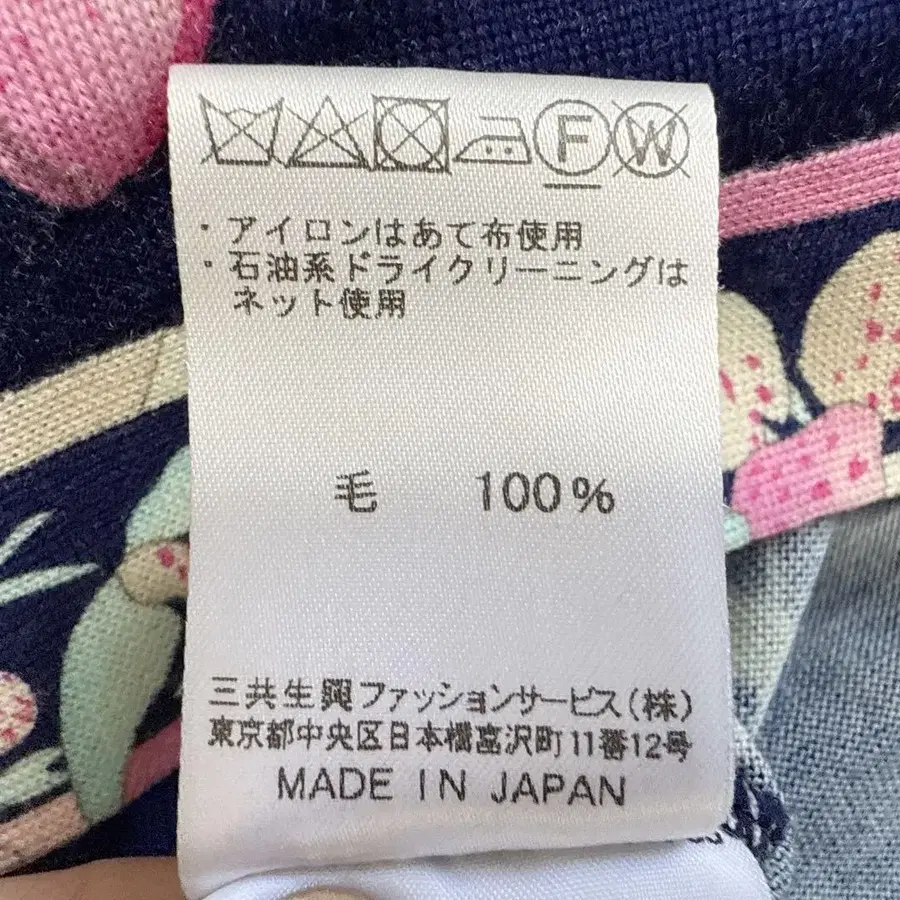 F W
・アイロンはあて布使用
・石油系ドライクリーニングは
ネット使用
毛 100%
三共生興ファッションサービス(株)
東京都中央区日本橋富沢町11番12号
MADE IN JAPAN